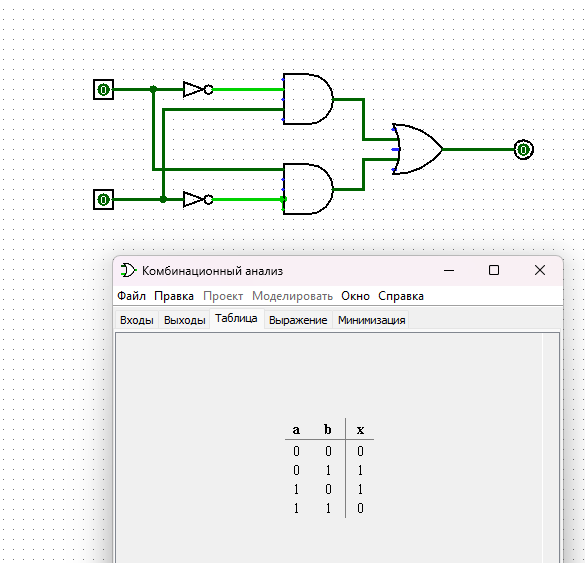 0
0
0
Комбинационный анализ
Файл Правка Проект Моделировать Окно Справка
Входы Выходы Таблица Выражение Минимизация
a b x
0 0 0
0 1 1
1 0 1
1 1 0